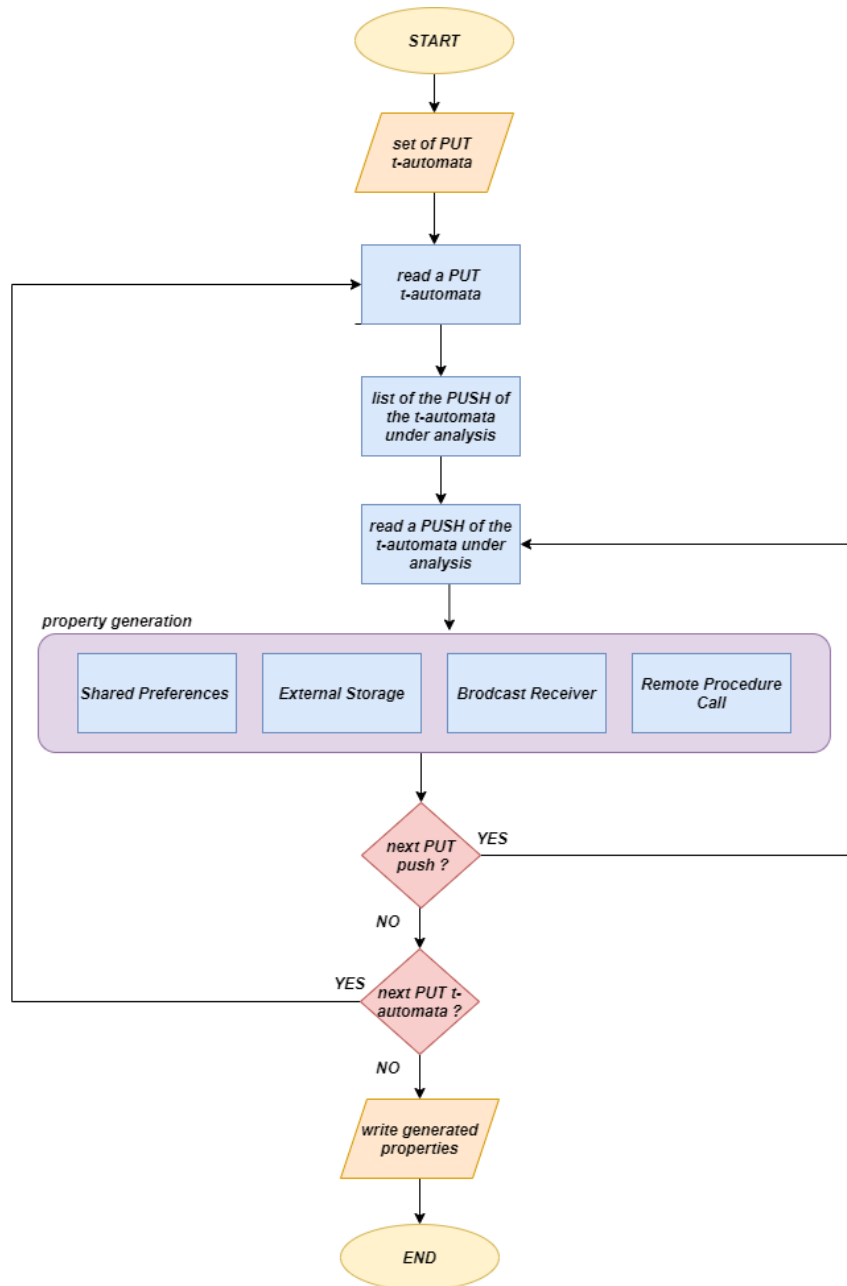 START
set of PUT
t-automata
read a PUT
t-automata
list of the PUSH of
the t-automata
under analysis
read a PUSH of the
t-automata under
analysis
property generation
Shared Preferences
External Storage
Brodcast Receiver
Remote Procedure
Call
next PUT
push ?
YES
NO
YES
next PUT t-
automata ?
NO
write generated
properties
END